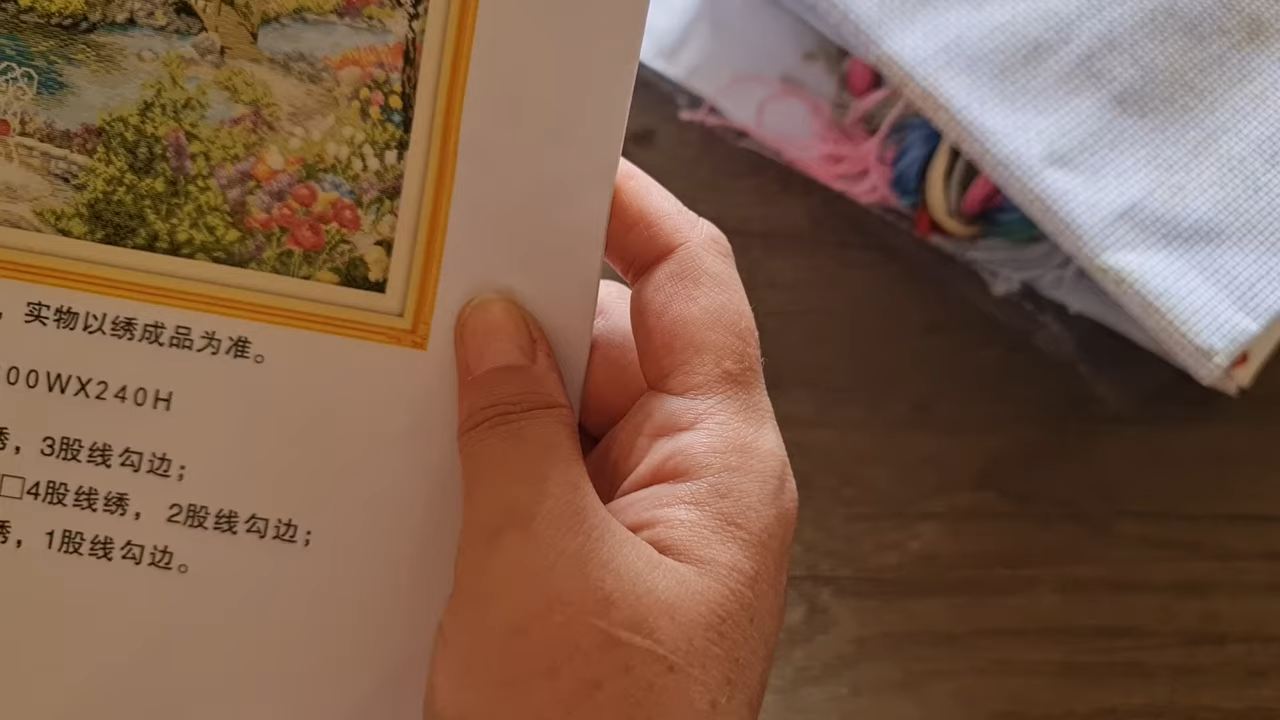 ，实物以绣成品为准。
00WX240H
绣，3股线勾边；
□4股线绣，2股线勾边；
绣，1股线勾边。